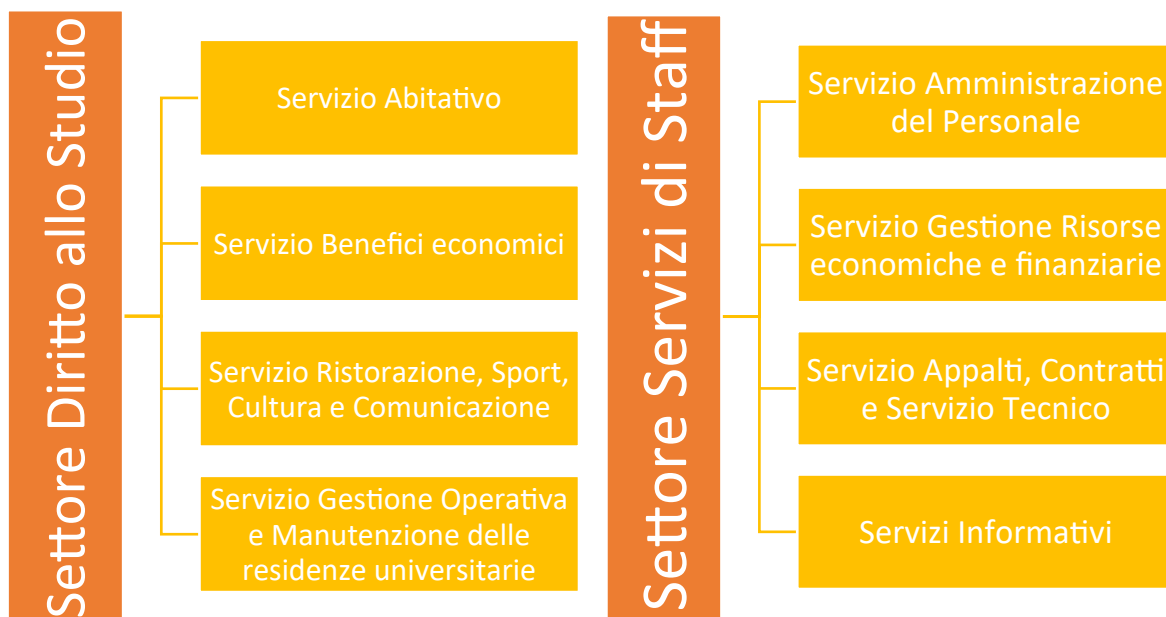 Settore Diritto allo Studio
Servizio Abitativo
Servizio Benefici economici
Servizio Ristorazione, Sport,
Cultura e Comunicazione
Servizio Gestione Operativa
e Manutenzione delle
residenze universitarie
Settore Servizi di Staff
Servizio Amministrazione
del Personale
Servizio Gestione Risorse
economiche e finanziarie
Servizio Appalti, Contratti
e Servizio Tecnico
Servizi Informativi